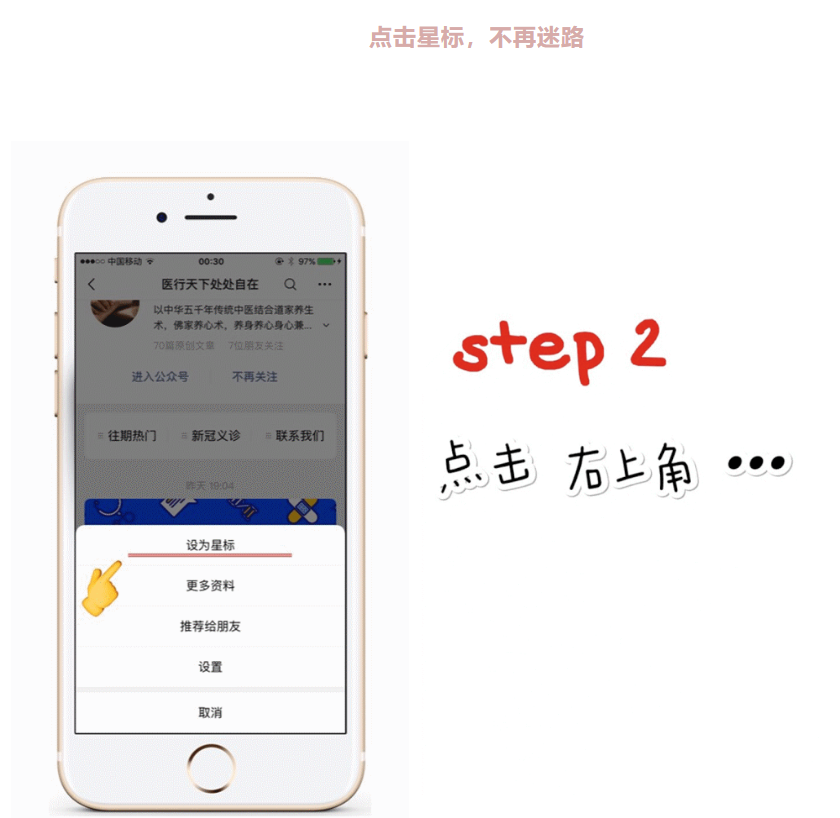 点击星标，不再迷路
中国移动 00:30 97%
医行天下处处自在
以中华五千年传统中医结合道家养生
术，佛家养心术，养身养心身心兼...
70篇原创文章 7位朋友关注
进入公众号 不再关注
往期热门 新冠义诊 联系我们
昨天 19:04
设为星标
更多资料
推荐给朋友
设置
取消
step 2
点击 右上角 •••